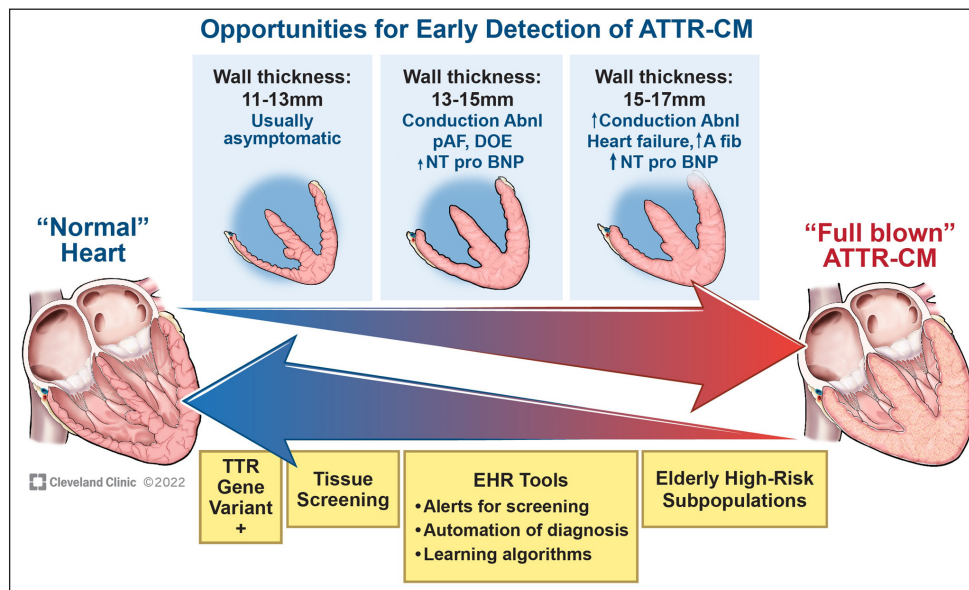 Opportunities for Early Detection of ATTR-CM
Wall thickness:
11-13mm
Usually
asymptomatic
Wall thickness:
13-15mm
Conduction Abnl
pAF, DOE
↑NT pro BNP
Wall thickness:
15-17mm
↑Conduction Abnl
Heart failure,↑A fib
↑NT pro BNP
“Normal”
Heart
“Full blown”
ATTR-CM
Cleveland Clinic ©2022
TTR
Gene
Variant
+
Tissue
Screening
EHR Tools
•Alerts for screening
•Automation of diagnosis
•Learning algorithms
Elderly High-Risk
Subpopulations